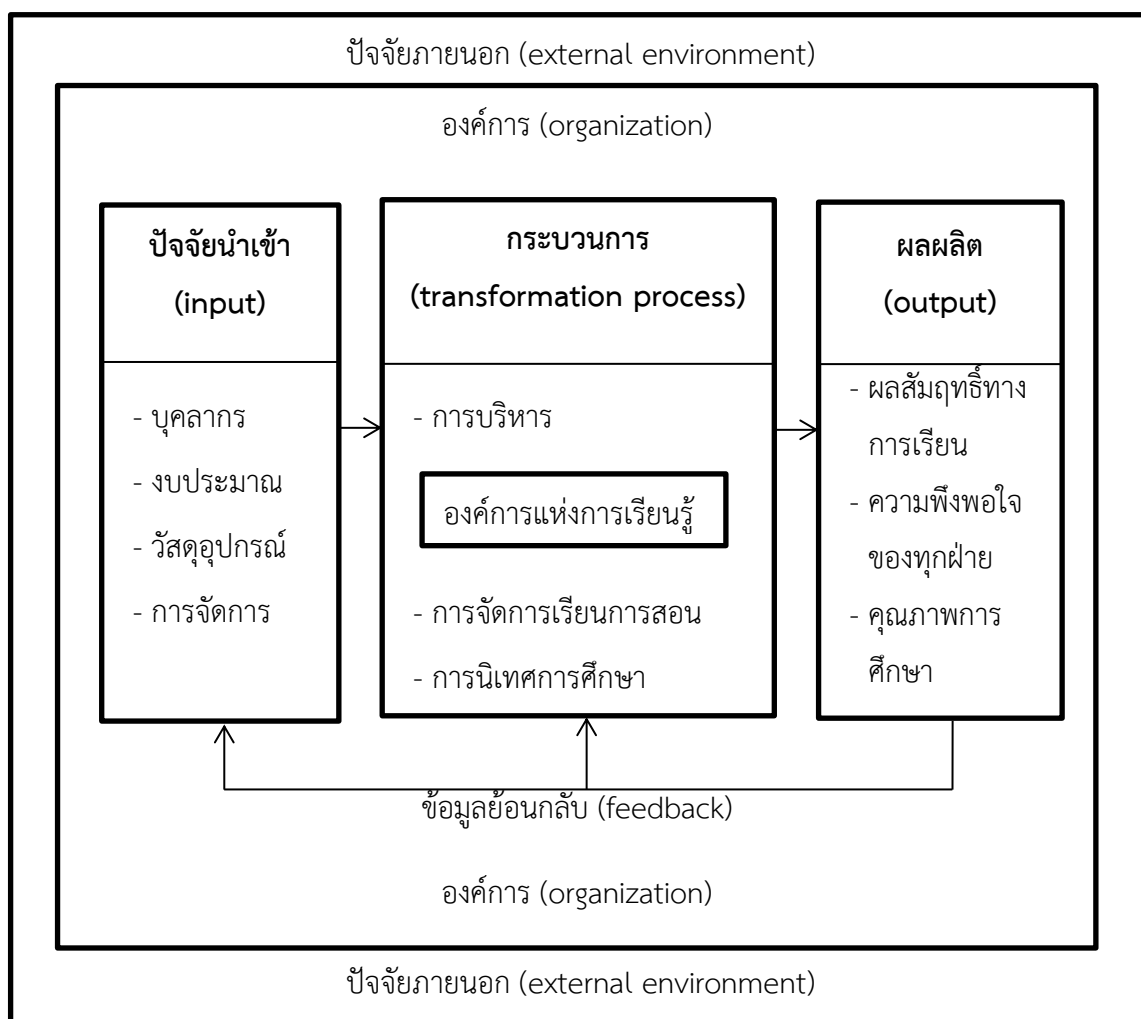 ปัจจัยภายนอก (external environment)
องค์การ (organization)
ปัจจัยนำเข้า
(input)
- บุคลากร
- งบประมาณ
- วัสดุอุปกรณ์
- การจัดการ
กระบวนการ
(transformation process)
- การบริหาร
องค์การแห่งการเรียนรู้
- การจัดการเรียนการสอน
- การนิเทศการศึกษา
ผลผลิต
(output)
- ผลสัมฤทธิ์ทาง
การเรียน
- ความพึงพอใจ
ของทุกฝ่าย
- คุณภาพการ
ศึกษา
ข้อมูลย้อนกลับ (feedback)
องค์การ (organization)
ปัจจัยภายนอก (external environment)